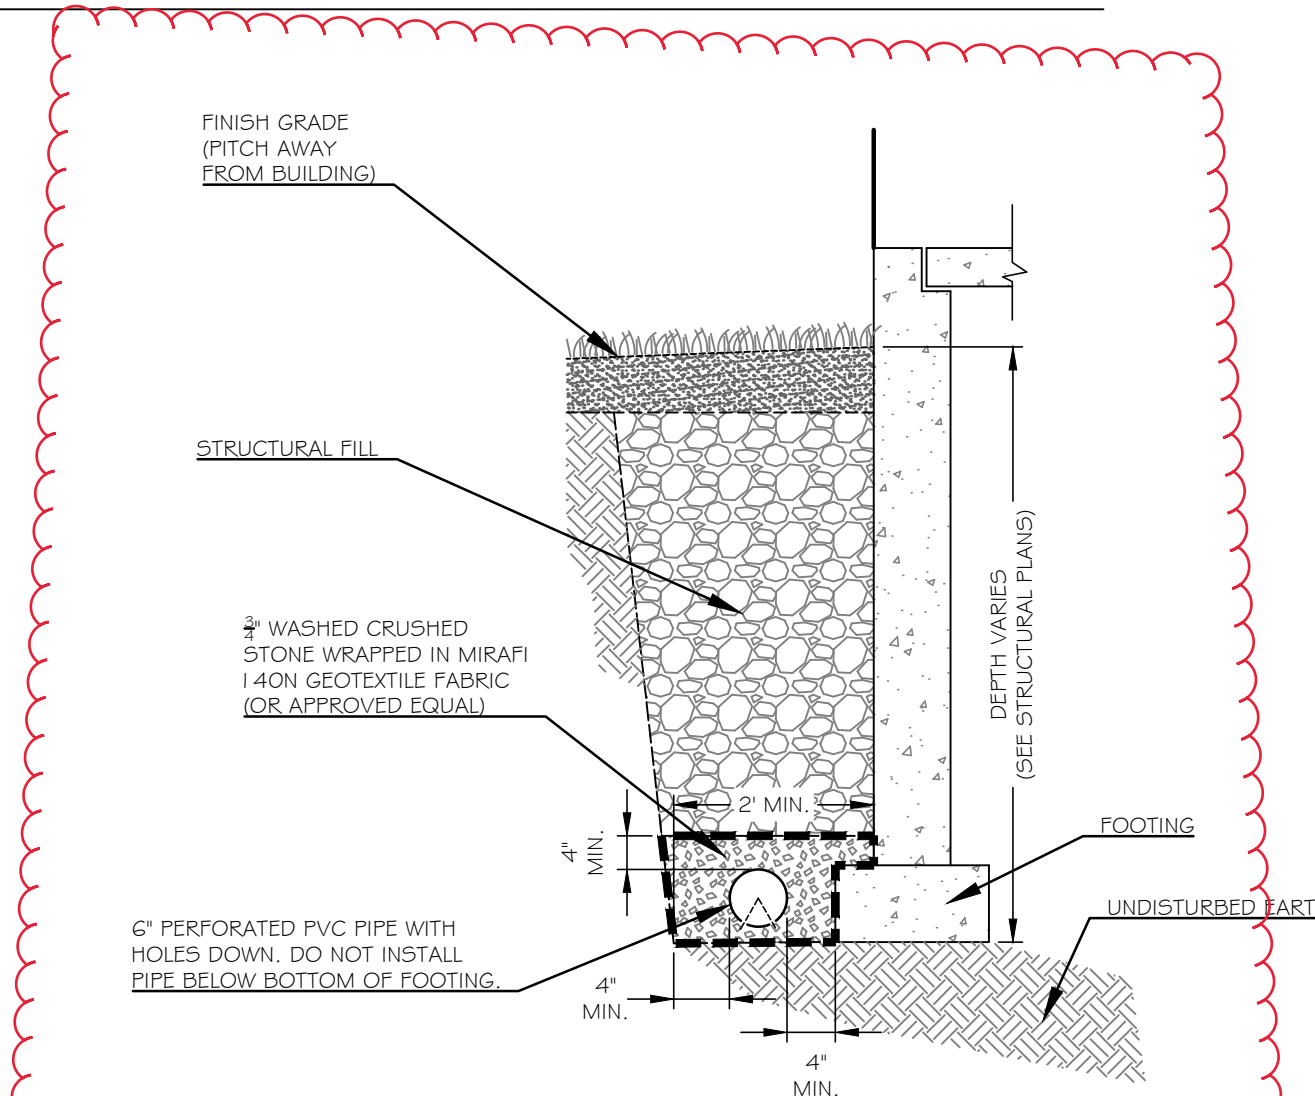 FINISH GRADE
(PITCH AWAY
FROM BUILDING)
STRUCTURAL FILL
3/4" WASHED CRUSHED
STONE WRAPPED IN MIRAFI
140N GEOTEXTILE FABRIC
(OR APPROVED EQUAL)
6" PERFORATED PVC PIPE WITH
HOLES DOWN. DO NOT INSTALL
PIPE BELOW BOTTOM OF FOOTING.
2' MIN.
4"
MIN.
4"
MIN.
4"
MIN.
DEPTH VARIES
(SEE STRUCTURAL PLANS)
FOOTING
UNDISTURBED EART